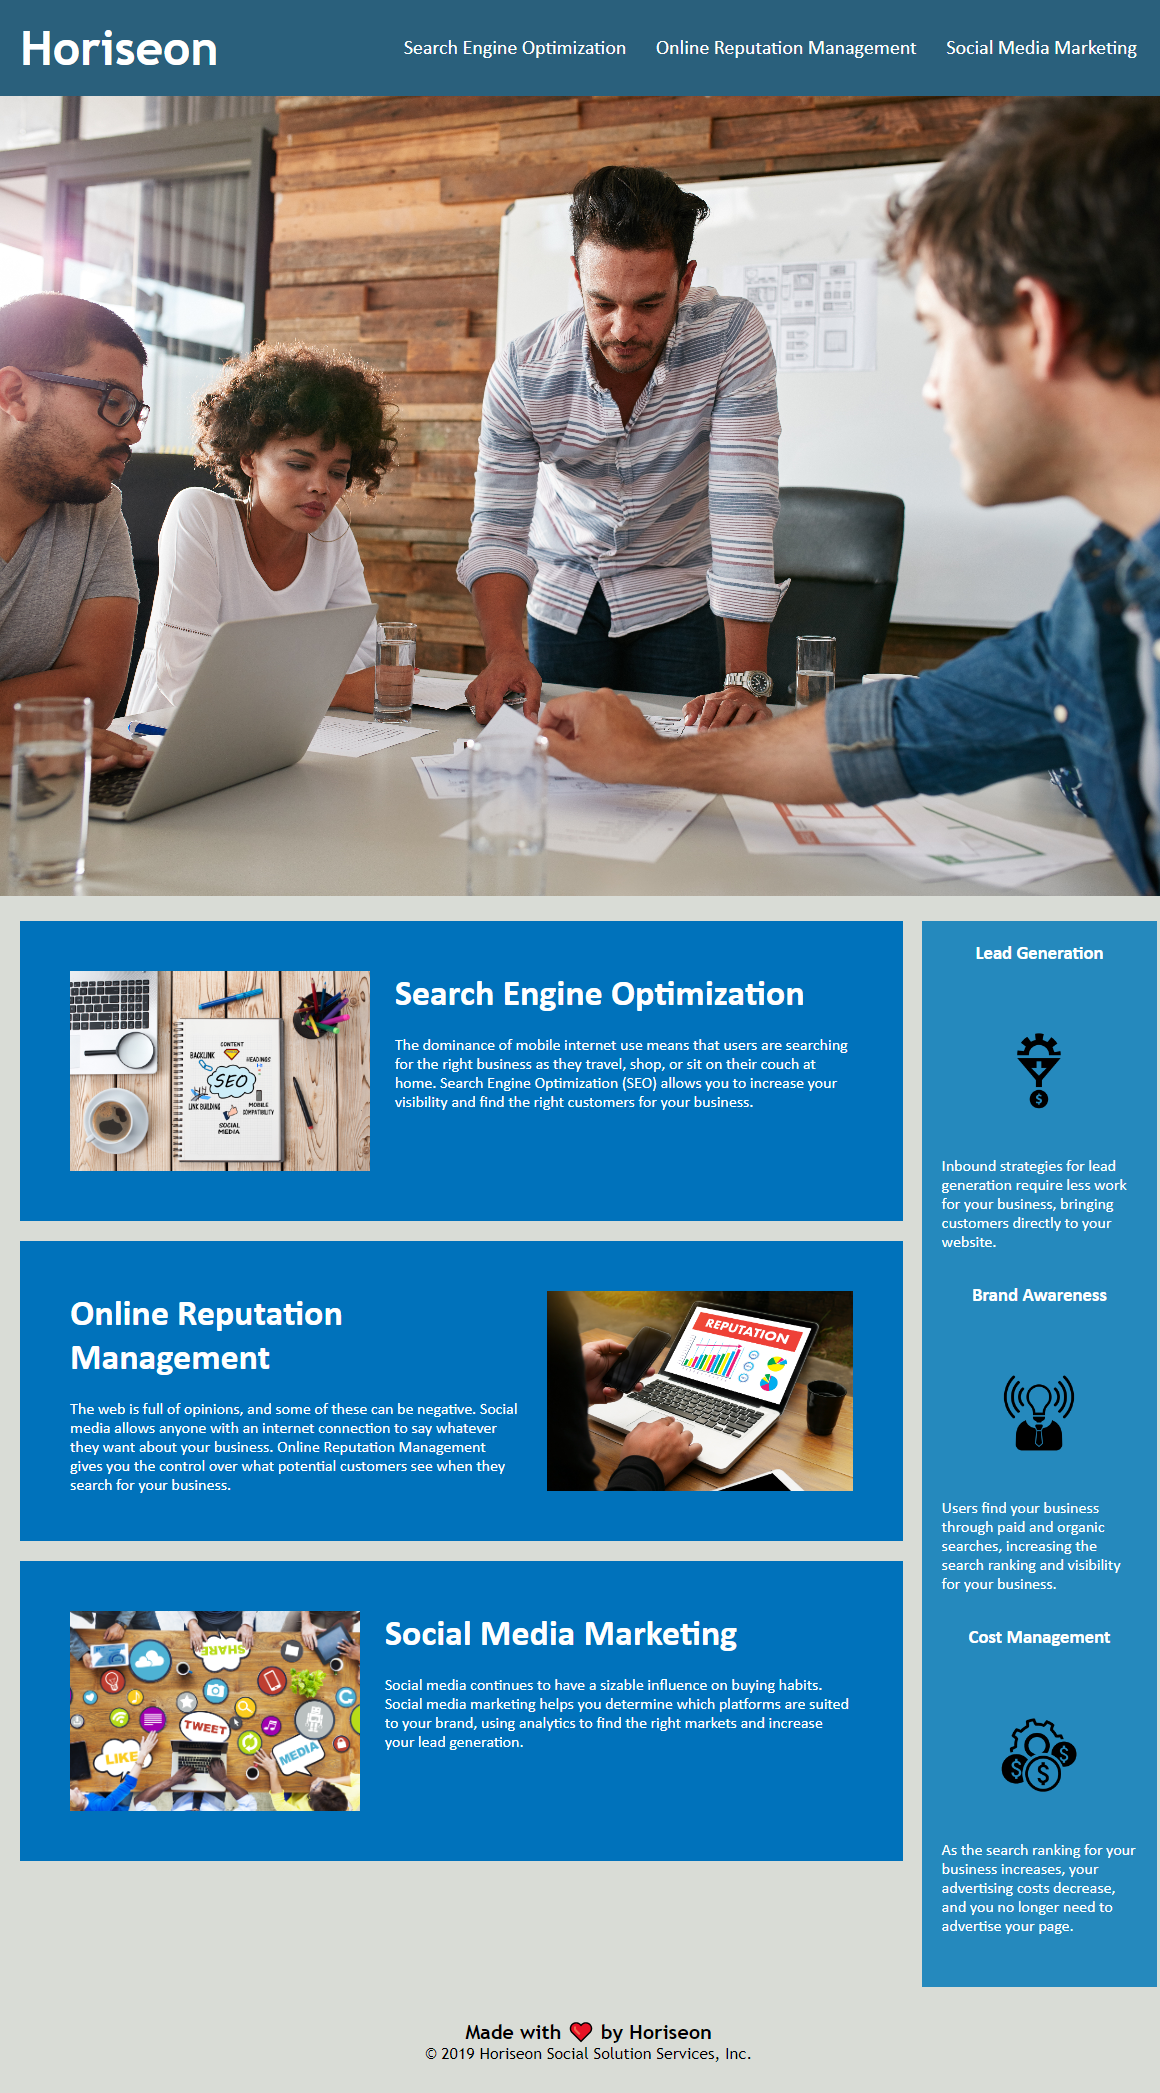 Horiseon
Search Engine Optimization
Online Reputation Management
Social Media Marketing
Search Engine Optimization
The dominance of mobile internet use means that users are searching
for the right business as they travel, shop, or sit on their couch at
home. Search Engine Optimization (SEO) allows you to increase your
visibility and find the right customers for your business.
CONTENT
BACKLINK
HEADINGS
SEO
LINK BUILDING
MOBILE
COMPATIBILITY
SOCIAL
MEDIA
Online Reputation
Management
The web is full of opinions, and some of these can be negative. Social
media allows anyone with an internet connection to say whatever
they want about your business. Online Reputation Management
gives you the control over what potential customers see when they
search for your business.
REPUTATION
Social Media Marketing
Social media continues to have a sizable influence on buying habits.
Social media marketing helps you determine which platforms are suited
to your brand, using analytics to find the right markets and increase
your lead generation.
SHARE
TWEET
LIKE
MEDIA
Lead Generation
$
Inbound strategies for lead
generation require less work
for your business, bringing
customers directly to your
website.
Brand Awareness
Users find your business
through paid and organic
searches, increasing the
search ranking and visibility
for your business.
Cost Management
$ $ $
As the search ranking for your
business increases, your
advertising costs decrease,
and you no longer need to
advertise your page.
Made with ❤️ by Horiseon
© 2019 Horiseon Social Solution Services, Inc.